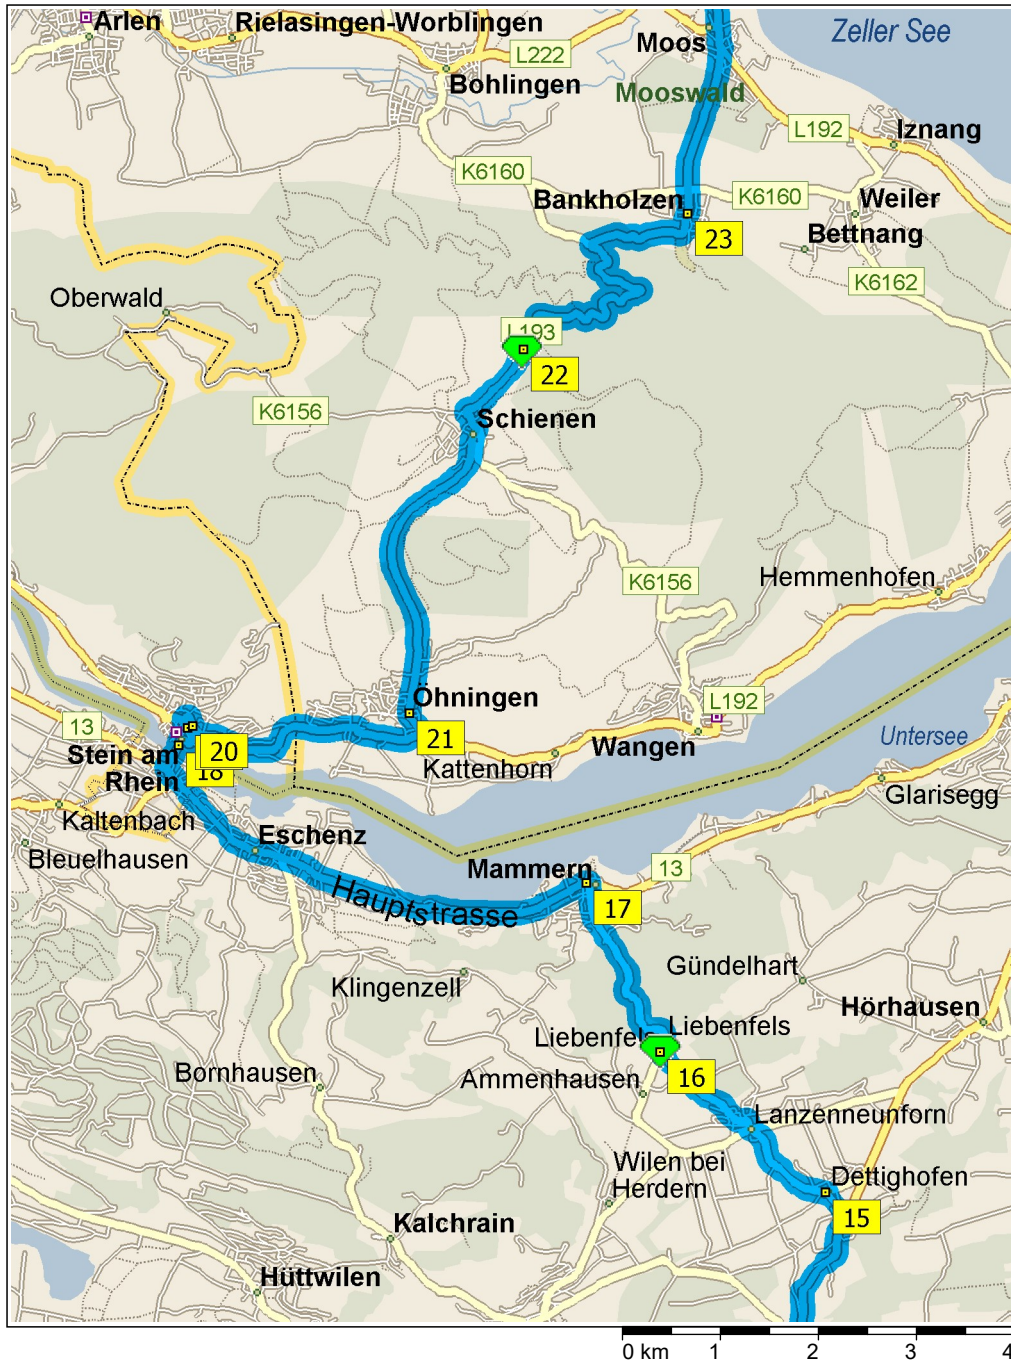 Arlen
Rielasingen-Worblingen
Moos
Zeller See
L222
Bohlingen
Mooswald
L192
Iznang
K6160
Bankholzen
K6160
Weiler
23
Bettnang
K6162
Oberwald
L193
22
K6156
Schienen
K6156
Hemmenhofen
Öhningen
L192
13
21
Wangen
Untersee
Stein am
Rhein
20
18
Kattenhorn
Glarisegg
Kaltenbach
Eschenz
Bleuelhausen
Mammern
13
Hauptstrasse
17
Klingenzell
Gündelhart
Hörhausen
Liebenfels
Liebenfels
Bornhausen
Ammenhausen
16
Lanzenneunforn
Wilen bei
Herdern
Dettighofen
15
Kalchrain
Hüttwilen
0 km 1 2 3 4